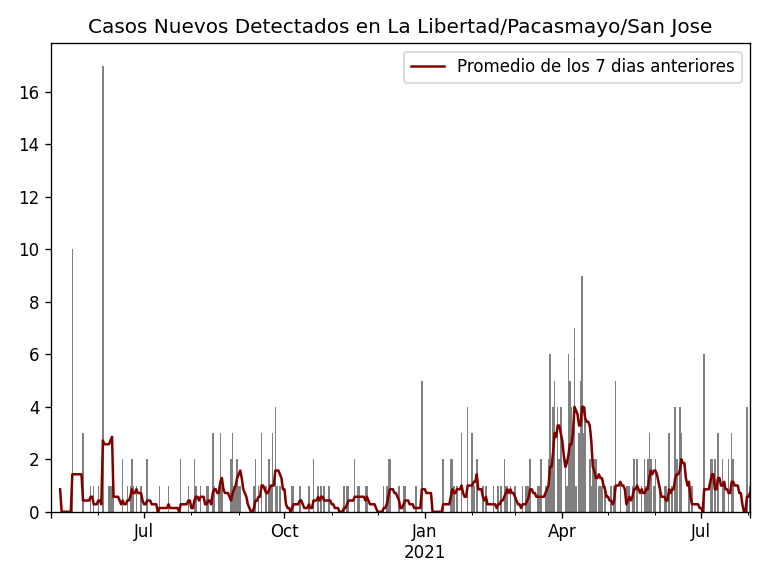 Casos Nuevos Detectados en La Libertad/Pacasmayo/San Jose
Promedio de los 7 dias anteriores
16
14
12
10
8
6
4
2
0
Jul
Oct
Jan
2021
Apr
Jul